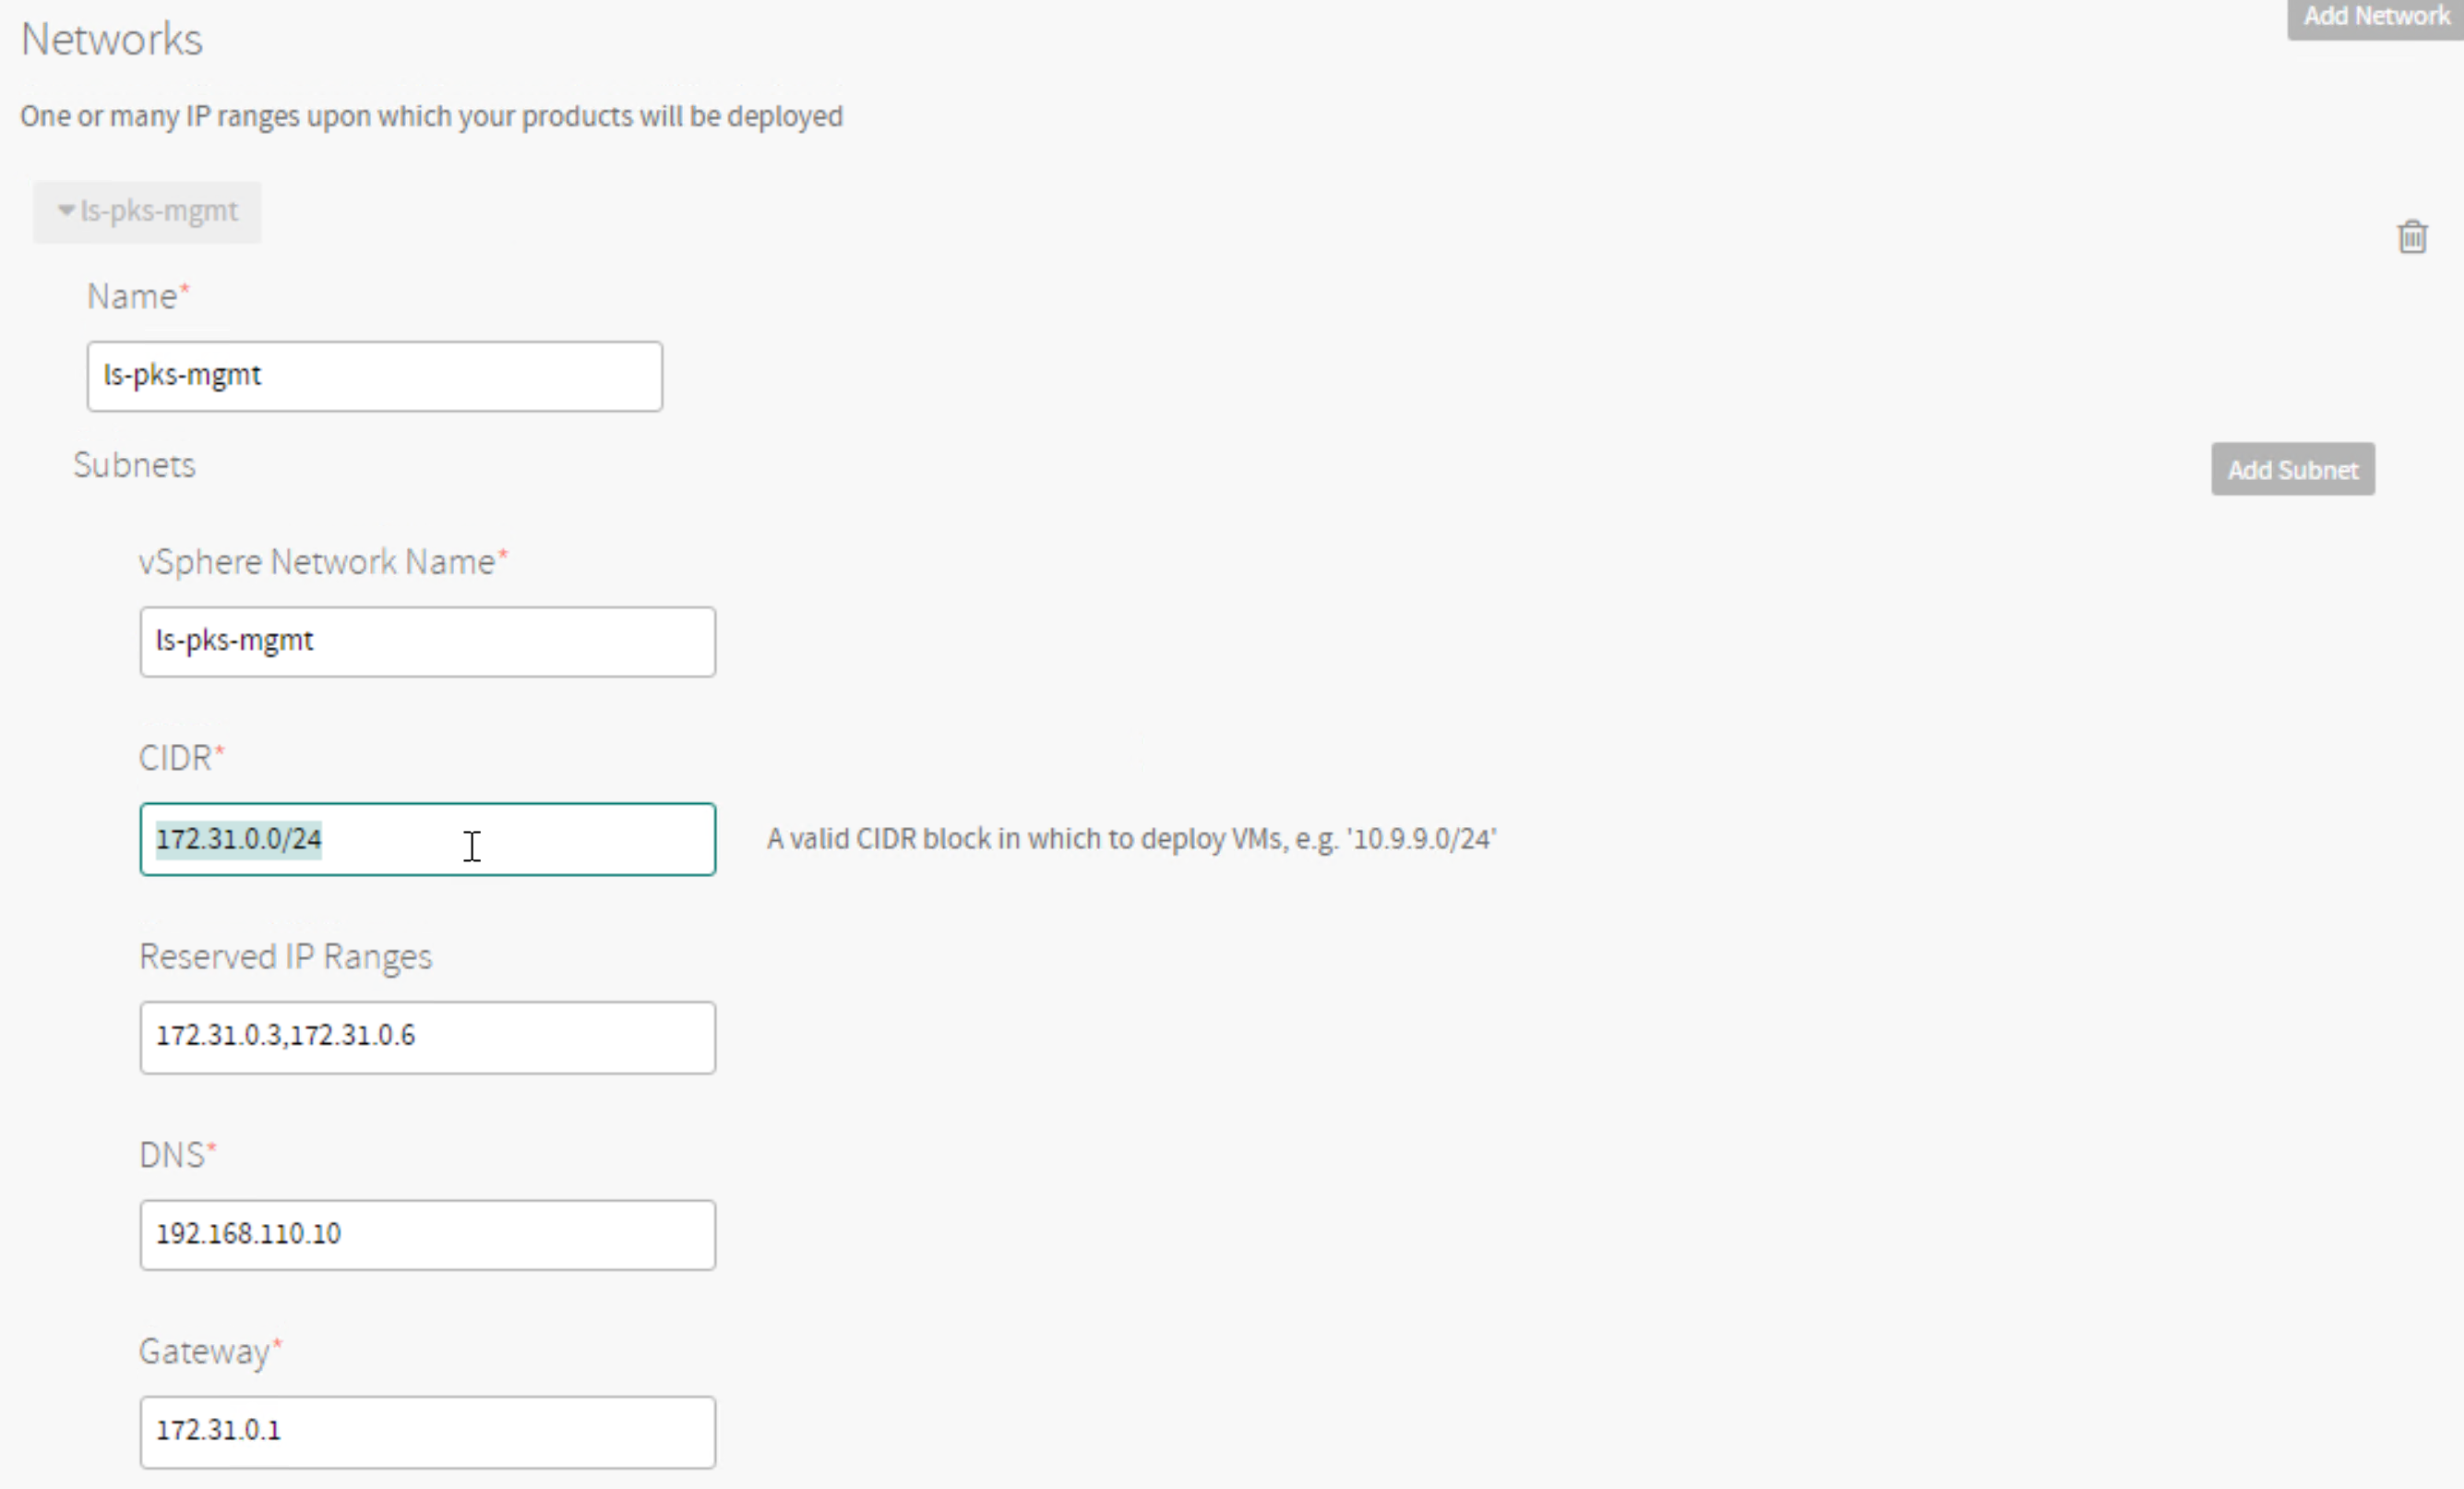 Networks
Add Network
One or many IP ranges upon which your products will be deployed
ls-pks-mgmt
Name*
ls-pks-mgmt
Subnets
Add Subnet
vSphere Network Name*
ls-pks-mgmt
CIDR*
172.31.0.0/24
A valid CIDR block in which to deploy VMs, e.g. '10.9.9.0/24'
Reserved IP Ranges
172.31.0.3,172.31.0.6
DNS*
192.168.110.10
Gateway*
172.31.0.1